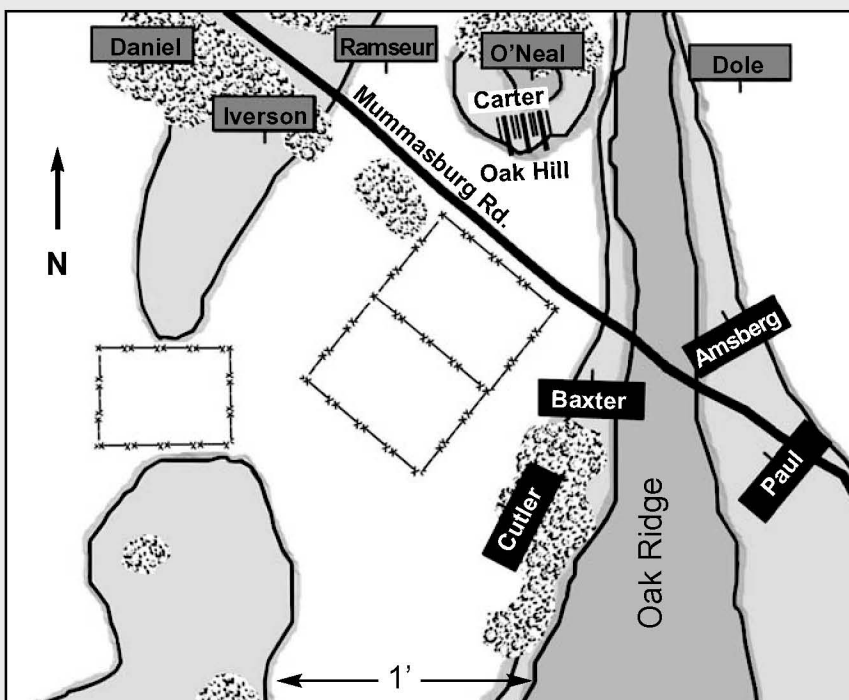 Daniel
Ramseur
O'Neal
Dole
Carter
Iverson
Mummasburg Rd.
Oak Hill
N
Amsberg
Baxter
Paul
Cutler
Oak Ridge
1'